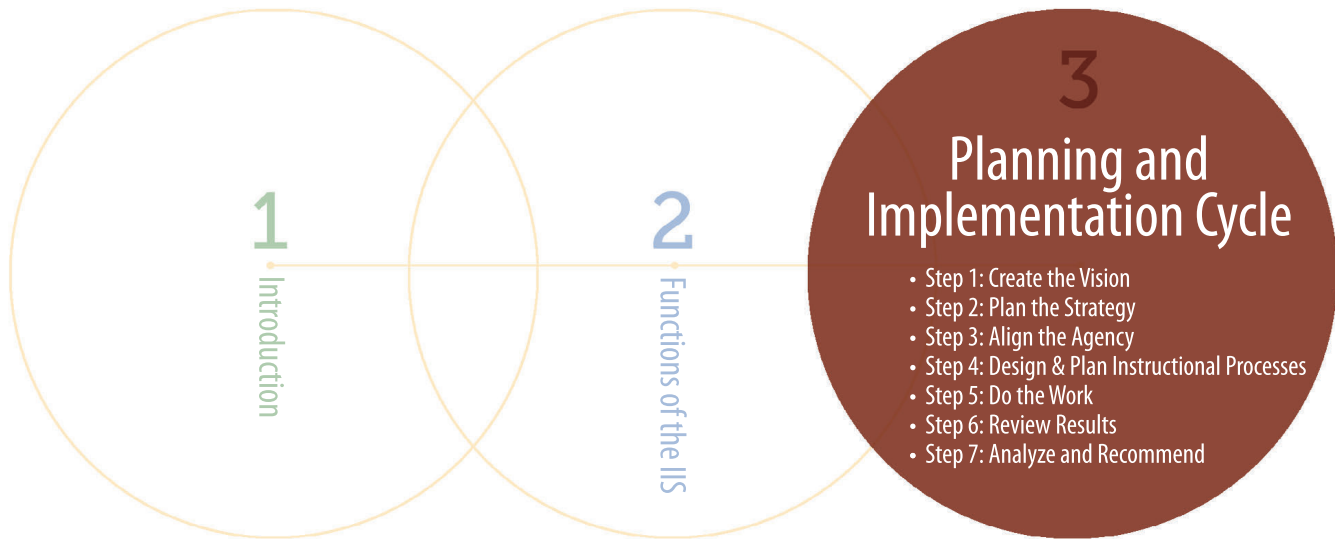 1
Introduction
2
Functions of the IIS
3
Planning and
Implementation Cycle
• Step 1: Create the Vision
• Step 2: Plan the Strategy
• Step 3: Align the Agency
• Step 4: Design & Plan Instructional Processes
• Step 5: Do the Work
• Step 6: Review Results
• Step 7: Analyze and Recommend